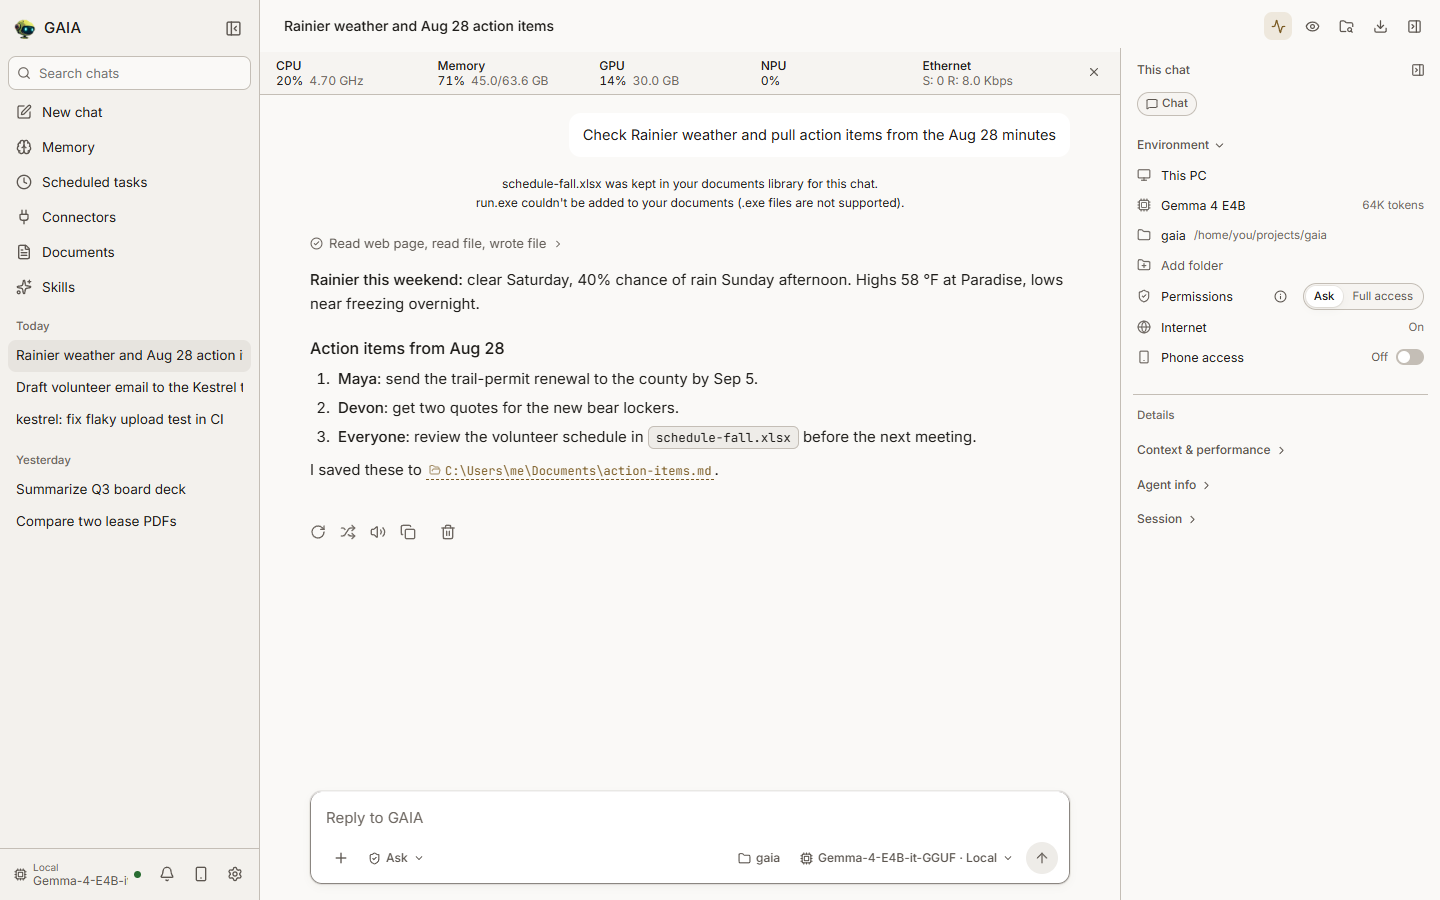 GAIA
Search chats
New chat
Memory
Scheduled tasks
Connectors
Documents
Skills
Today
Rainier weather and Aug 28 action i
Draft volunteer email to the Kestrel t
kestrel: fix flaky upload test in CI
Yesterday
Summarize Q3 board deck
Compare two lease PDFs
Local
Gemma-4-E4B-i
Rainier weather and Aug 28 action items
CPU
20% 4.70 GHz
Memory
71% 45.0/63.6 GB
GPU
14% 30.0 GB
NPU
0%
Ethernet
S: 0 R: 8.0 Kbps
Check Rainier weather and pull action items from the Aug 28 minutes
schedule-fall.xlsx was kept in your documents library for this chat.
run.exe couldn't be added to your documents (.exe files are not supported).
Read web page, read file, wrote file
Rainier this weekend: clear Saturday, 40% chance of rain Sunday afternoon. Highs 58 °F at Paradise, lows
near freezing overnight.
Action items from Aug 28
1. Maya: send the trail-permit renewal to the county by Sep 5.
2. Devon: get two quotes for the new bear lockers.
3. Everyone: review the volunteer schedule in schedule-fall.xlsx before the next meeting.
I saved these to C:\Users\me\Documents\action-items.md.
Reply to GAIA
Ask
gaia
Gemma-4-E4B-it-GGUF · Local
This chat
Chat
Environment
This PC
Gemma 4 E4B 64K tokens
gaia /home/you/projects/gaia
Add folder
Permissions Ask Full access
Internet On
Phone access Off
Details
Context & performance
Agent info
Session